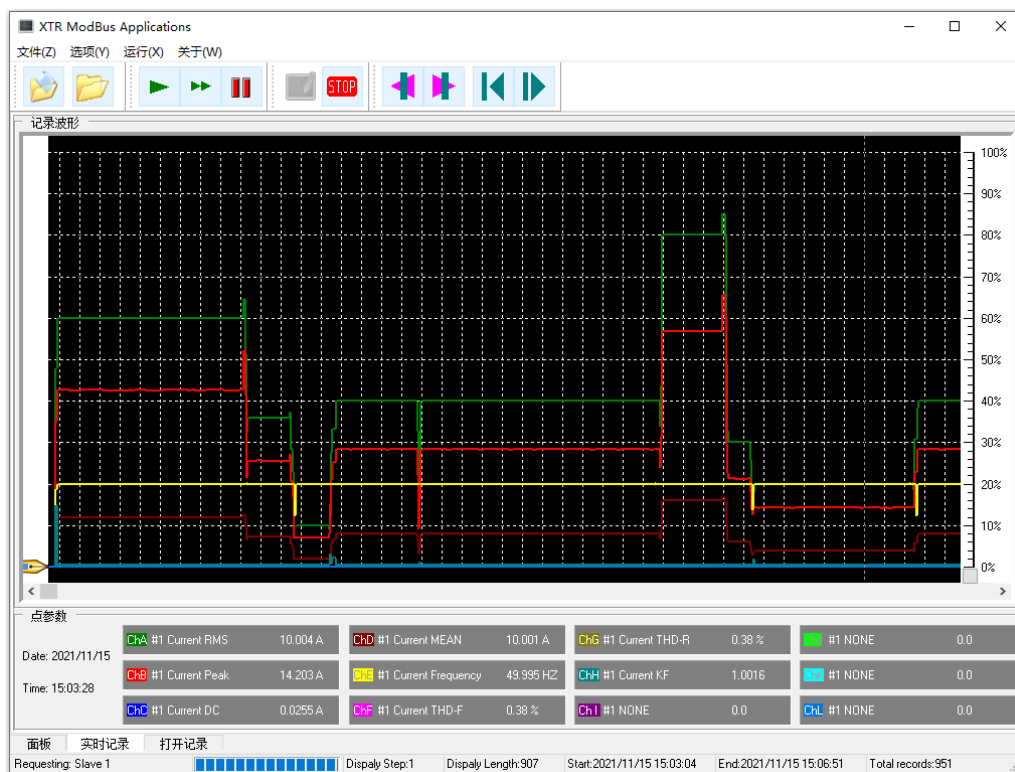 XTR ModBus Applications
文件(Z) 选项(Y) 运行(X) 关于(W)
STOP
记录波形
100%
90%
80%
70%
60%
50%
40%
30%
20%
10%
0%
点参数
Date: 2021/11/15
Time: 15:03:28
ChA #1 Current RMS 10.004 A ChD #1 Current MEAN 10.001 A ChG #1 Current THD-R 0.38 % #1 NONE 0.0
ChB #1 Current Peak 14.203 A ChE #1 Current Frequency 49.995 HZ ChH #1 Current KF 1.0016 #1 NONE 0.0
ChC #1 Current DC 0.0255 A ChF #1 Current THD-F 0.38 % Ch I #1 NONE 0.0 ChL #1 NONE 0.0
面板 实时记录 打开记录
Requesting: Slave 1 Dispaly Step:1 Dispaly Length:907 Start:2021/11/15 15:03:04 End:2021/11/15 15:06:51 Total records:951